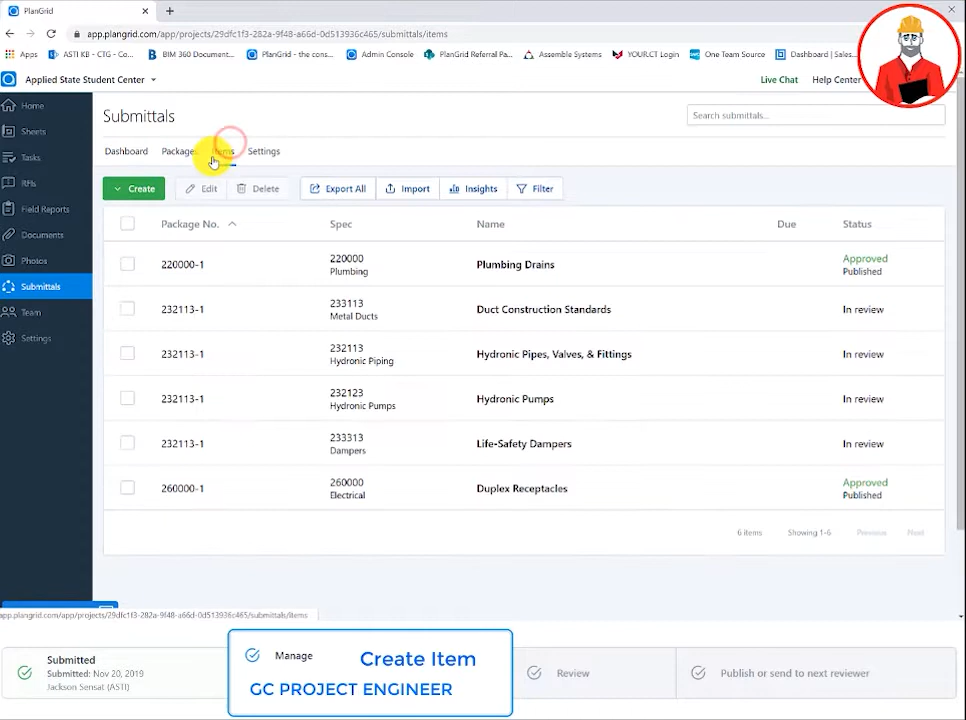 PlanGrid
app.plangrid.com/app/projects/29dfc1f3-282a-9f48-a66d-0d513936c465/submittals/items
Apps ASTI KB - CTG - Co... BIM 360 Document... PlanGrid - the cons... Admin Console PlanGrid Referral Pa... Assemble Systems YOUR.CT Login One Team Source Dashboard | Sales...
Applied State Student Center Live Chat Help Center
Home
Sheets
Tasks
RFIs
Field Reports
Documents
Photos
Submittals
Team
Settings
Submittals
Search submittals...
Dashboard Packages Items Settings
Create Edit Delete Export All Import Insights Filter
Package No. Spec Name Due Status
220000-1 220000 Plumbing Drains Approved
Plumbing Published
232113-1 233113 Duct Construction Standards In review
Metal Ducts
232113-1 232113 Hydronic Pipes, Valves, & Fittings In review
Hydronic Piping
232113-1 232123 Hydronic Pumps In review
Hydronic Pumps
232113-1 233313 Life-Safety Dampers In review
Dampers
260000-1 260000 Duplex Receptacles Approved
Electrical Published
6 items Showing 1-6 Previous Next
app.plangrid.com/app/projects/29dfc1f3-282a-9f48-a66d-0d513936c465/submittals/items
Submitted
Submitted: Nov 20, 2019
Jackson Sensat (ASTI)
Manage Create Item
GC PROJECT ENGINEER
Review
Publish or send to next reviewer